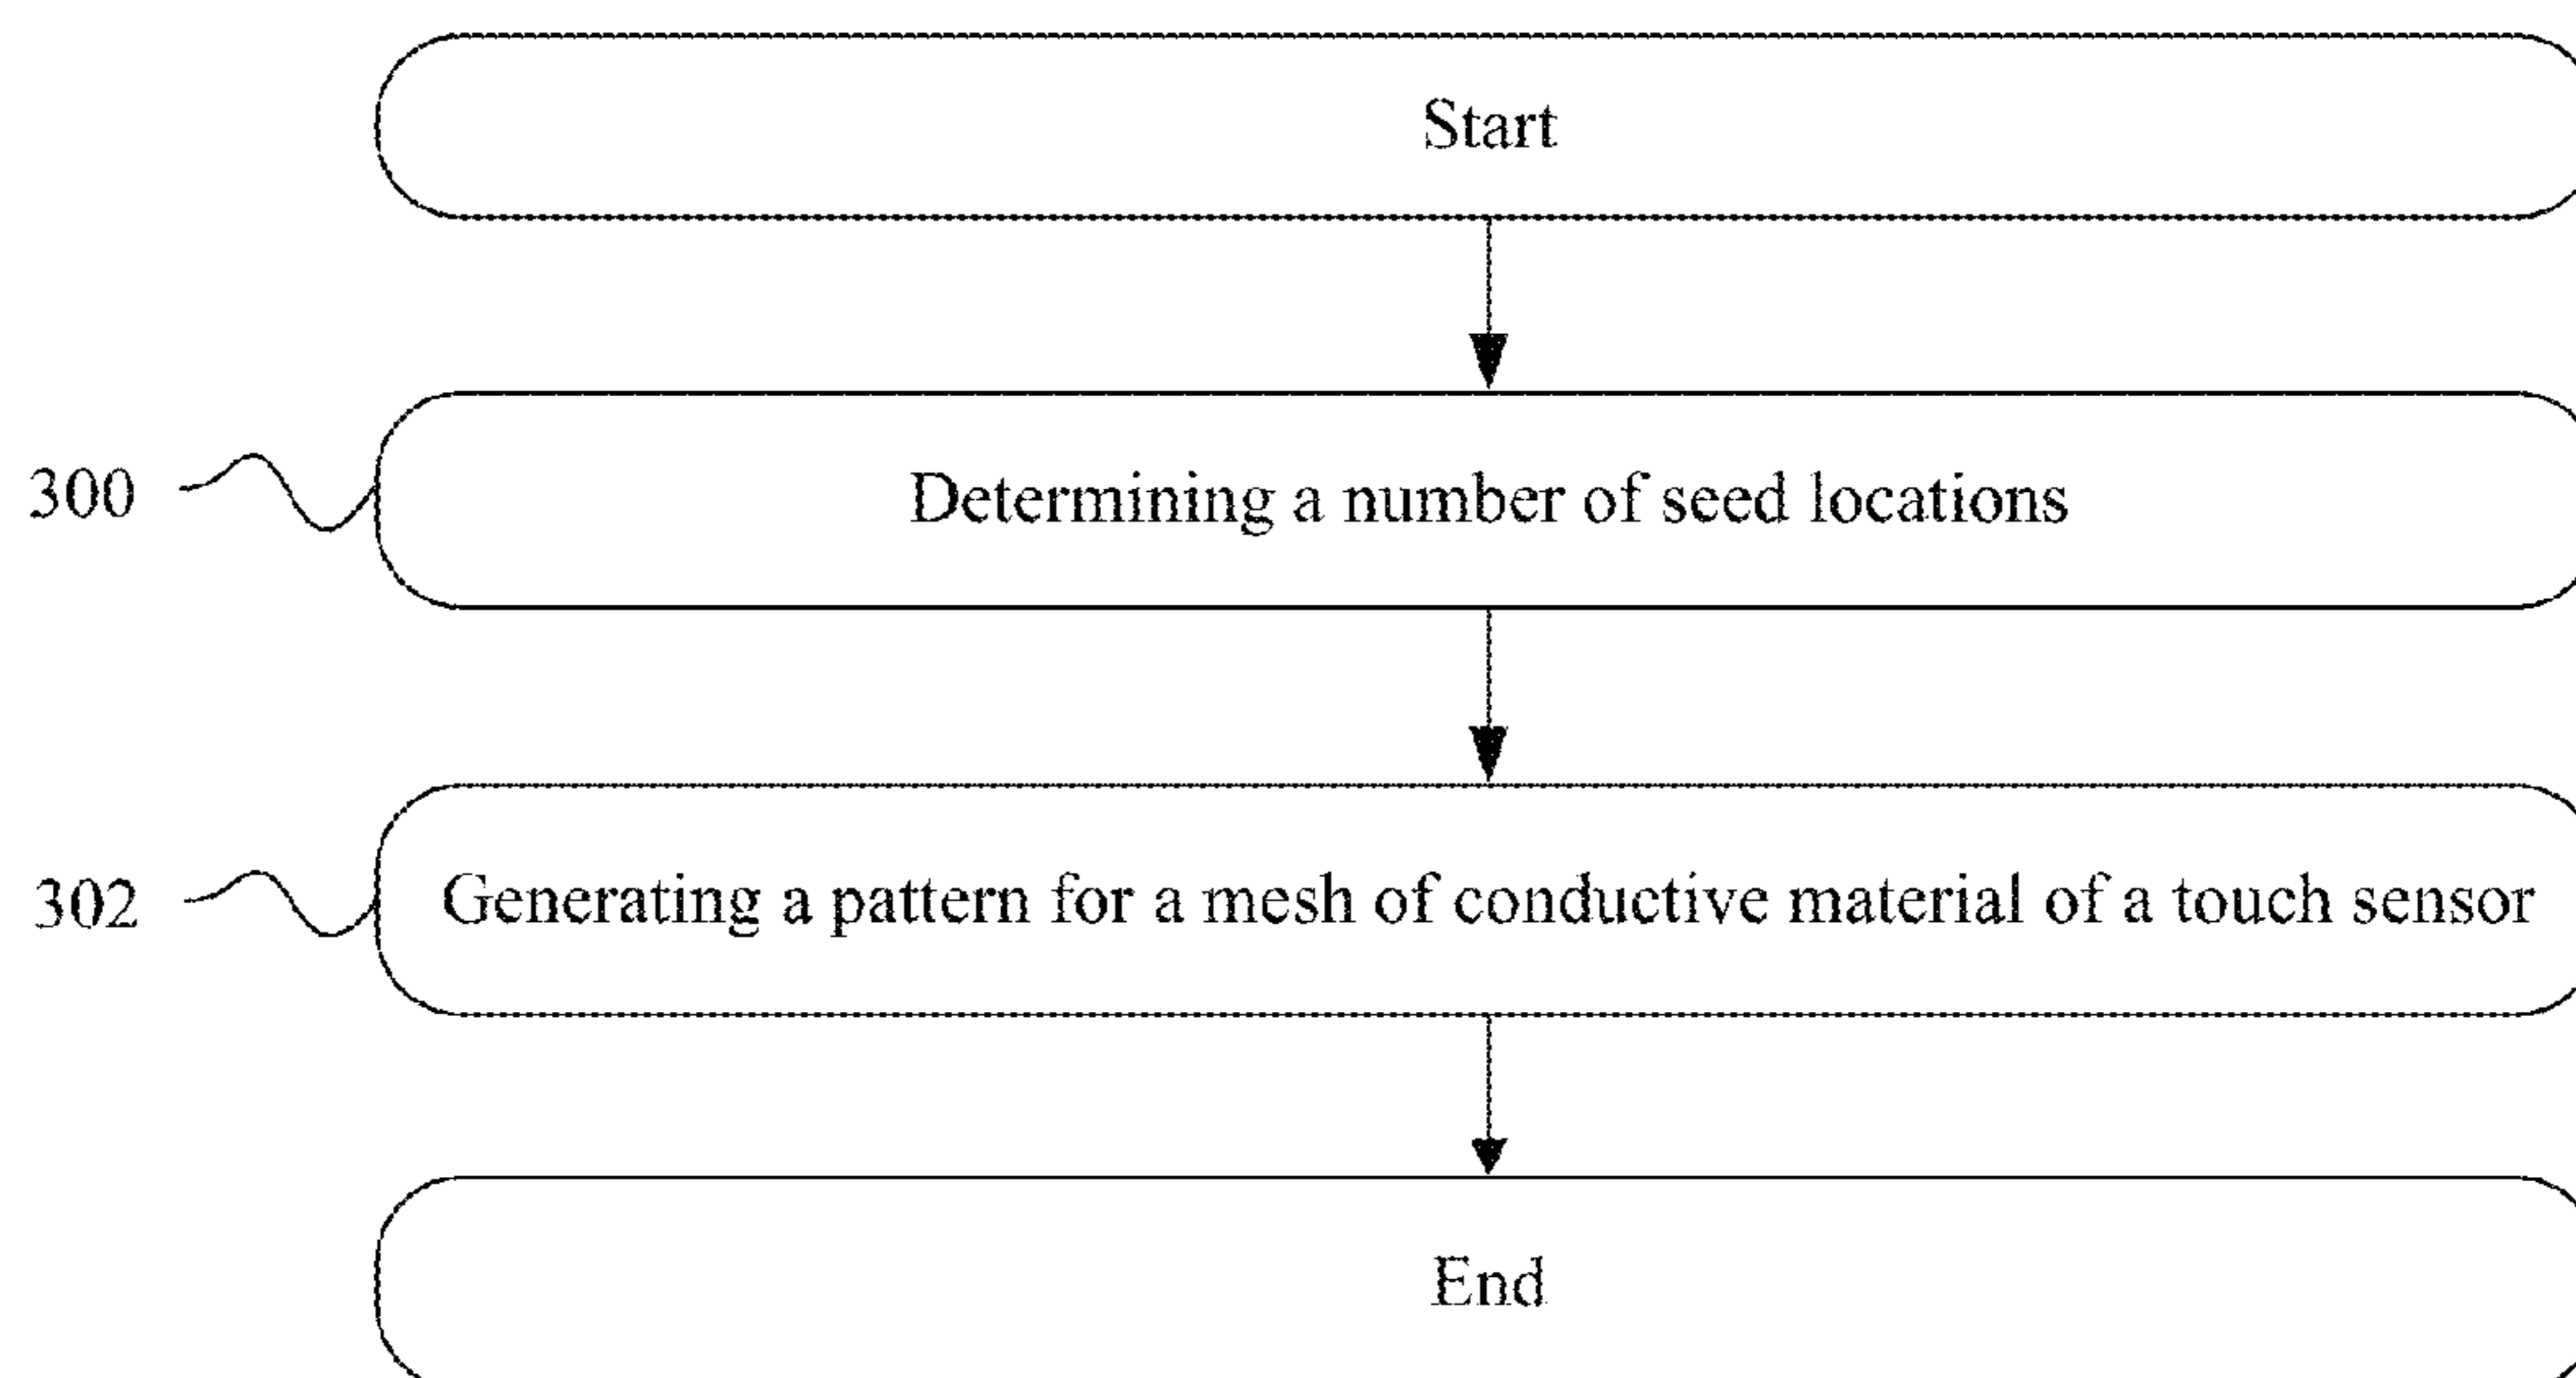 Start
300
Determining a number of seed locations
302
Generating a pattern for a mesh of conductive material of a touch sensor
End